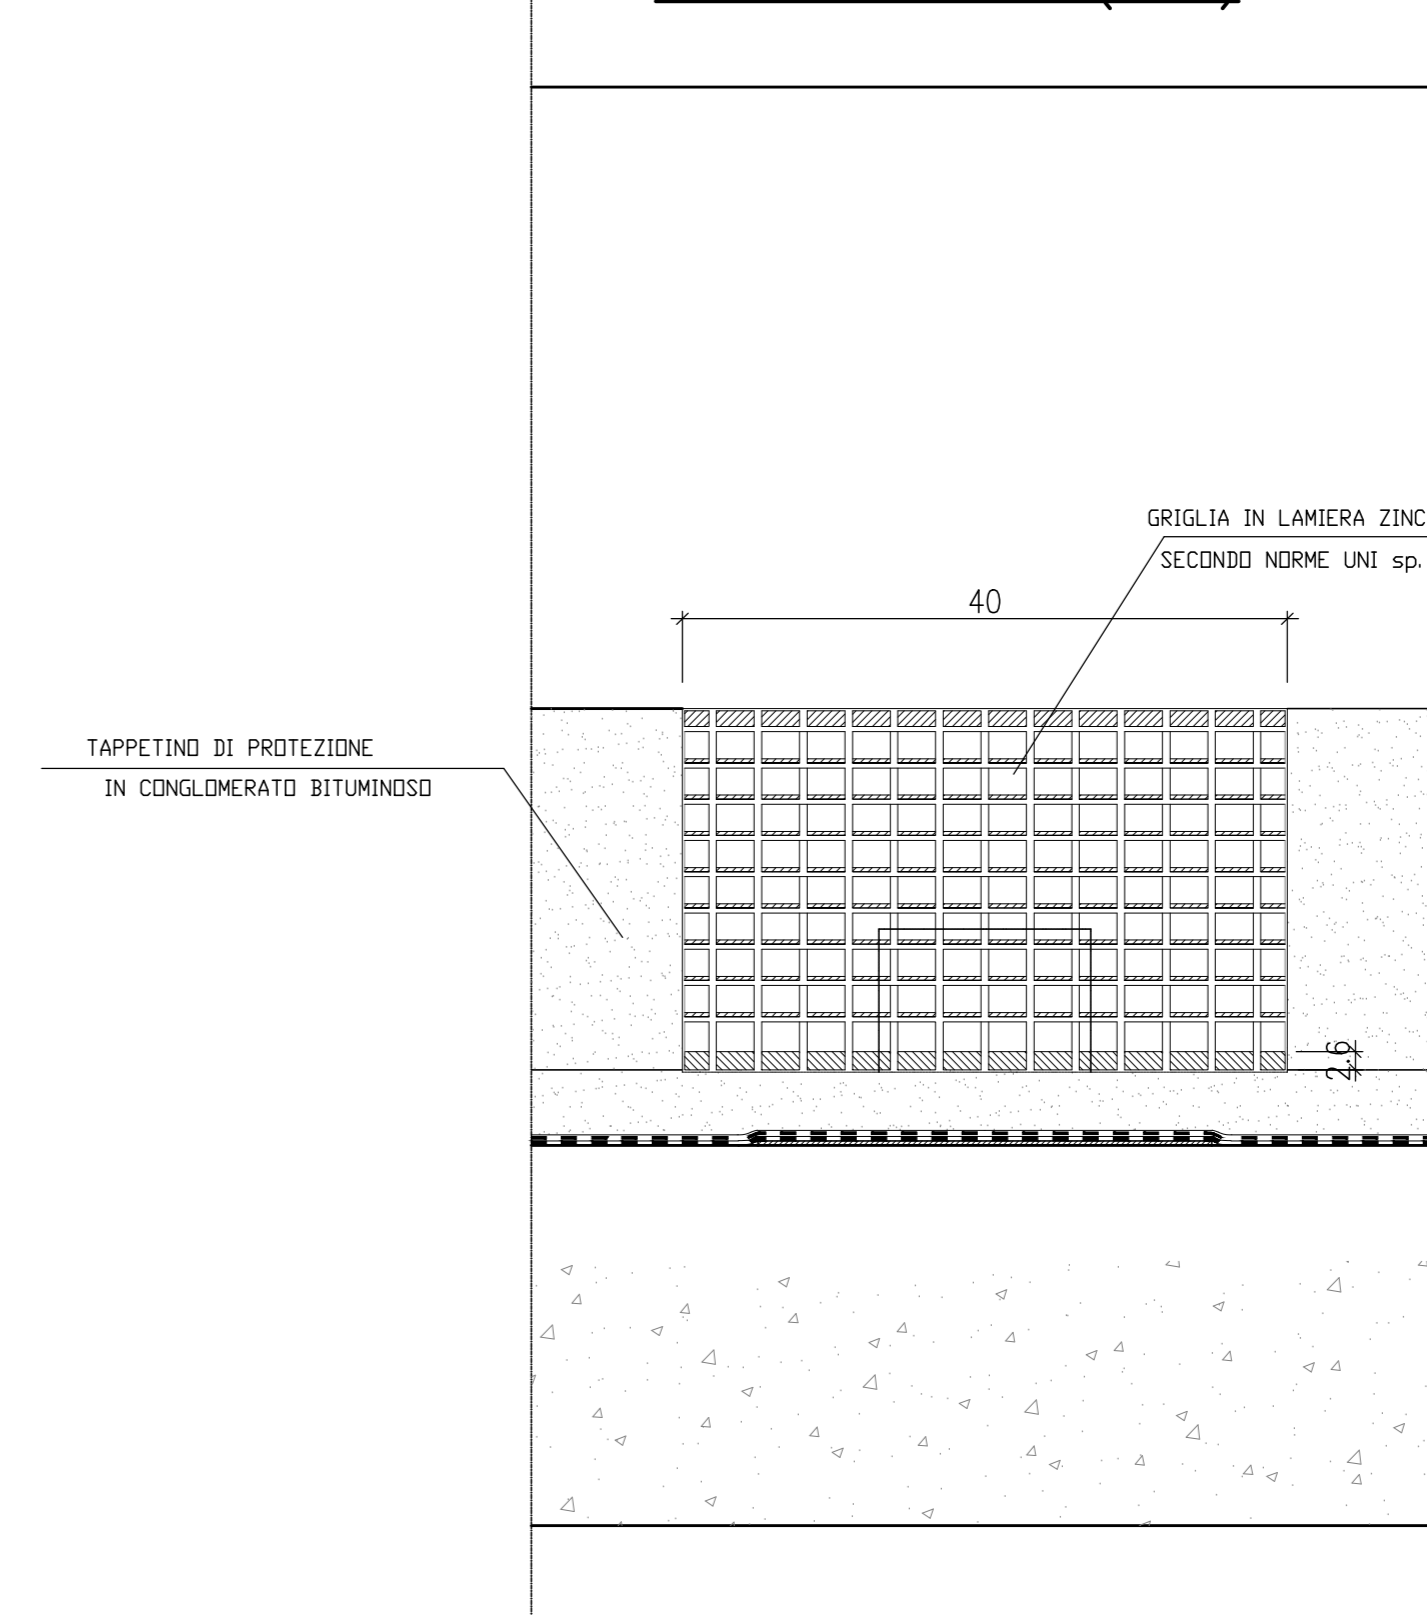 GRIGLIA IN LAMIERA ZINC
SECONDO NORME UNI sp.
40
TAPPETINO DI PROTEZIONE
IN CONGLOMERATO BITUMINOSO
2.6